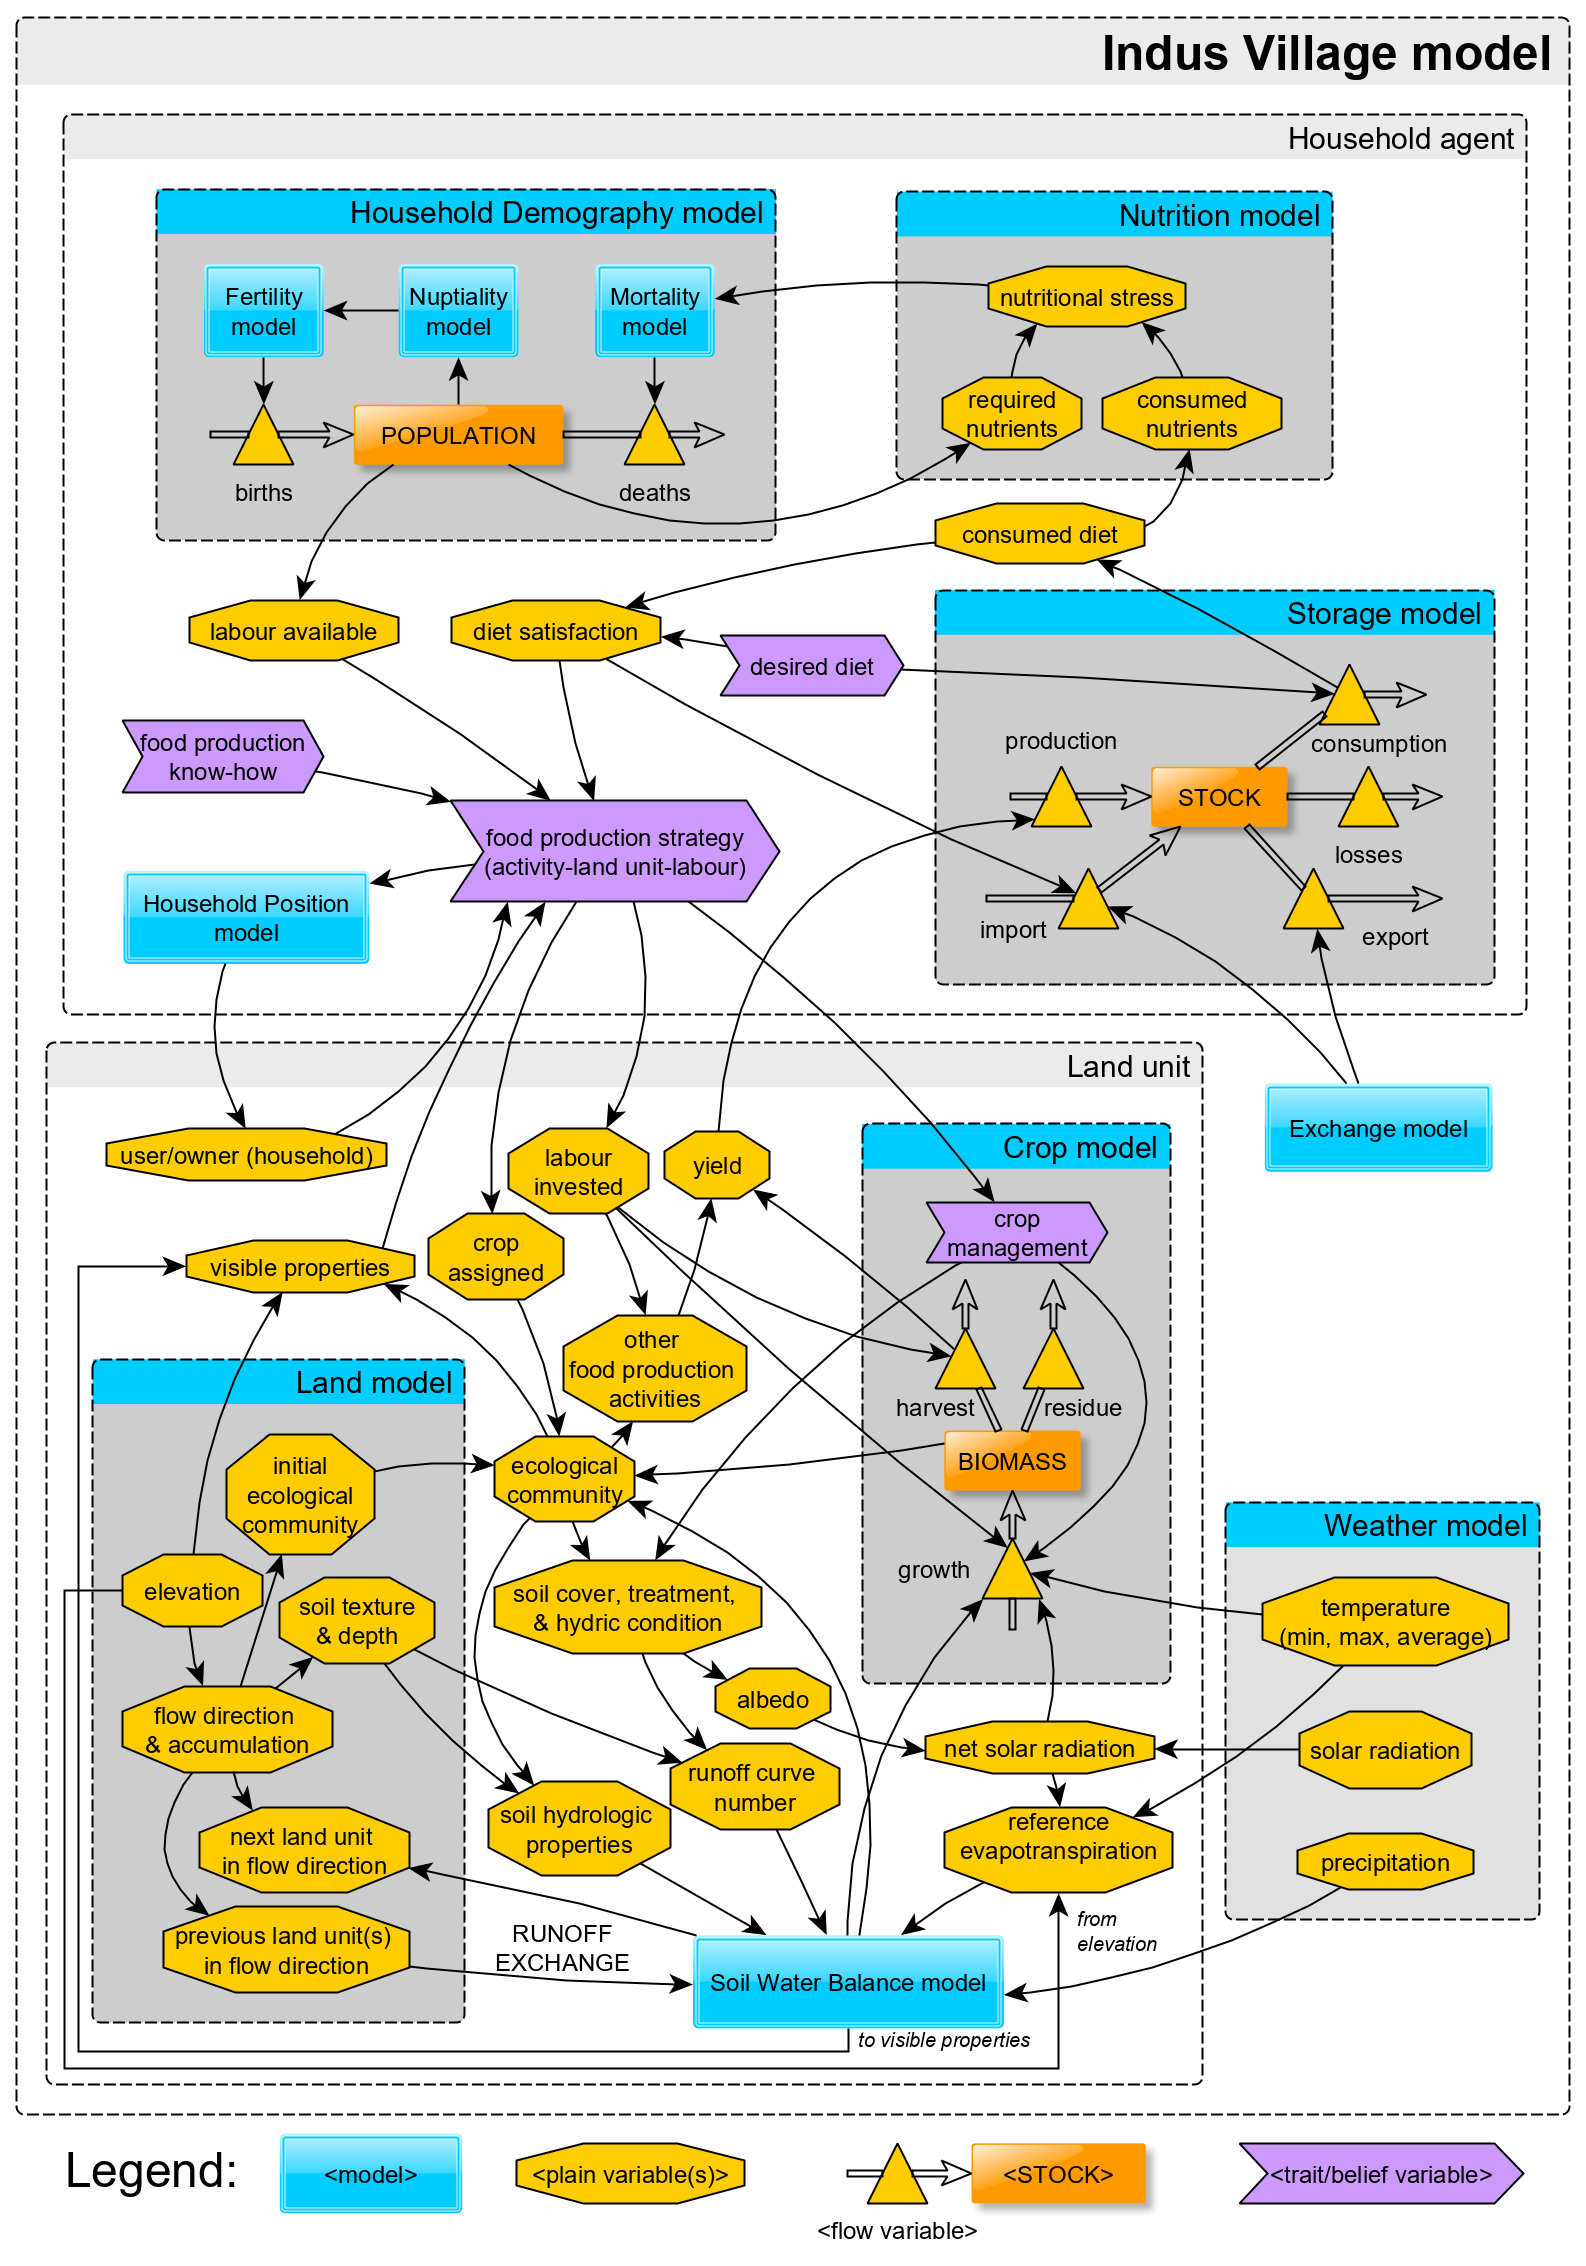 Indus Village model
Household agent
Household Demography model
Nutrition model
Fertility
model
Nuptiality
model
Mortality
model
nutritional stress
required
nutrients
consumed
nutrients
POPULATION
births
deaths
consumed diet
Storage model
labour available
diet satisfaction
desired diet
food production
know-how
production
consumption
STOCK
losses
import
export
food production strategy
(activity-land unit-labour)
Household Position
model
Land unit
Exchange model
user/owner (household)
labour
invested
yield
Crop model
crop
management
crop
assigned
visible properties
other
food production
activities
harvest
residue
BIOMASS
growth
Land model
initial
ecological
community
ecological
community
elevation
soil texture
& depth
soil cover, treatment,
& hydric condition
Weather model
temperature
(min, max, average)
flow direction
& accumulation
albedo
net solar radiation
solar radiation
runoff curve
number
soil hydrologic
properties
next land unit
in flow direction
reference
evapotranspiration
precipitation
previous land unit(s)
in flow direction
RUNOFF
EXCHANGE
from
elevation
Soil Water Balance model
to visible properties
Legend:
<model>
<plain variable(s)>
<STOCK>
<trait/belief variable>
<flow variable>